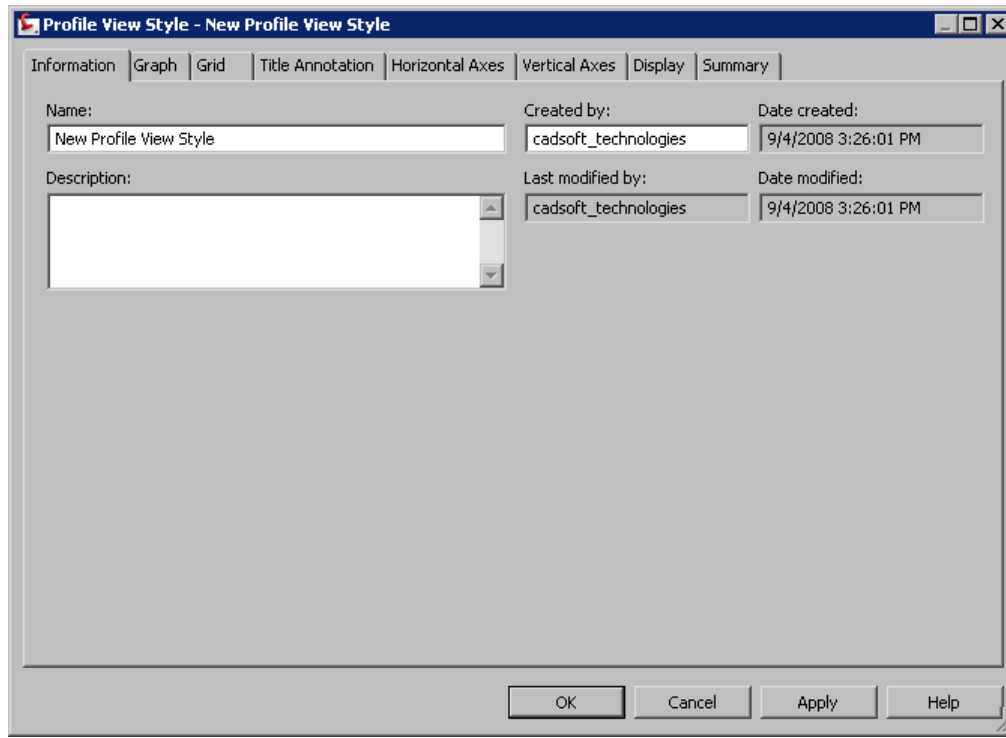 Profile View Style - New Profile View Style
Information Graph Grid Title Annotation Horizontal Axes Vertical Axes Display Summary
Name: Created by: Date created:
New Profile View Style cadsoft_technologies 9/4/2008 3:26:01 PM
Description: Last modified by: Date modified:
cadsoft_technologies 9/4/2008 3:26:01 PM
OK Cancel Apply Help